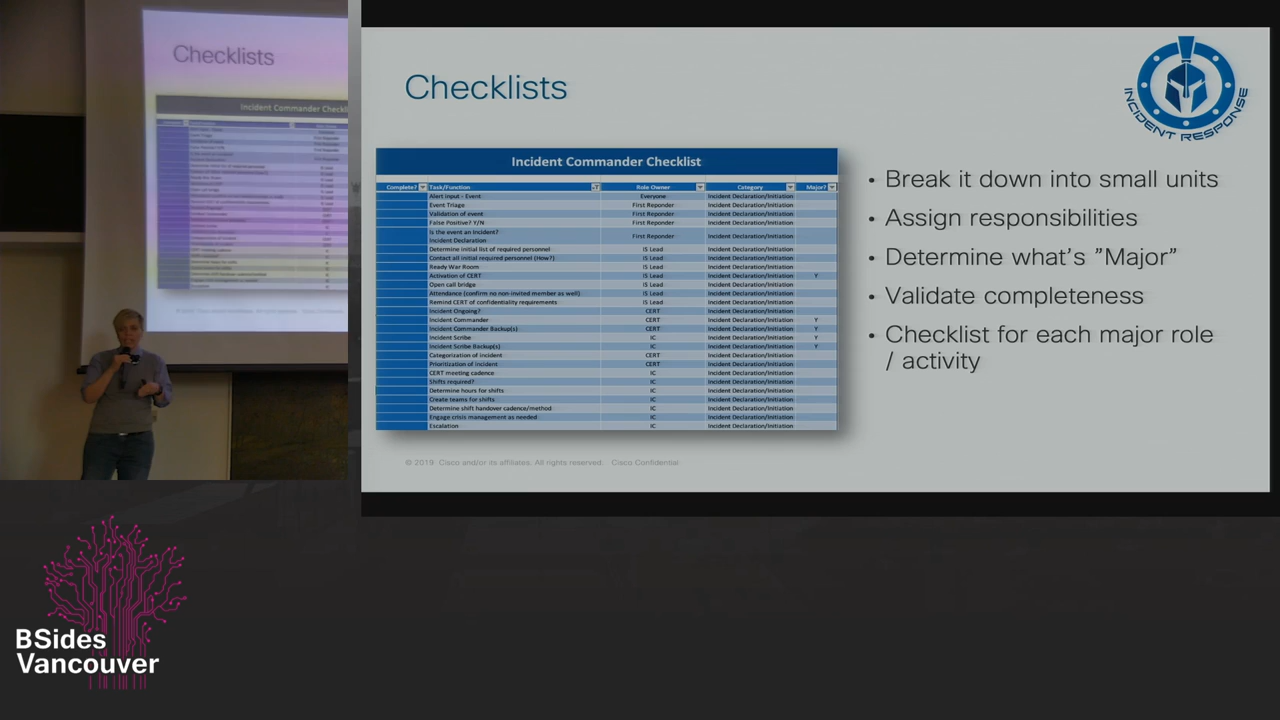 Checklists
Incident Commander Checkli
Checklists
INCIDENT RESPONSE
Incident Commander Checklist
Complete? Task/Function Role Owner Category Major?
Alert Input - Event Everyone Incident Declaration/Initiation
Event Triage First Reponder Incident Declaration/Initiation
Validation of event First Reponder Incident Declaration/Initiation
False Positive? Y/N First Reponder Incident Declaration/Initiation
Is the event an Incident?
Incident Declaration First Reponder Incident Declaration/Initiation
Determine initial list of required personnel IS Lead Incident Declaration/Initiation
Contact all initial required personnel (How?) IS Lead Incident Declaration/Initiation
Ready War Room IS Lead Incident Declaration/Initiation
Activation of CERT IS Lead Incident Declaration/Initiation Y
Open call bridge IS Lead Incident Declaration/Initiation
Attendance (confirm no non-invited member as well) IS Lead Incident Declaration/Initiation
Remind CERT of confidentiality requirements IS Lead Incident Declaration/Initiation
Incident Ongoing? CERT Incident Declaration/Initiation
Incident Commander CERT Incident Declaration/Initiation Y
Incident Commander Backup(s) CERT Incident Declaration/Initiation Y
Incident Scribe IC Incident Declaration/Initiation Y
Incident Scribe Backup(s) IC Incident Declaration/Initiation Y
Categorization of Incident CERT Incident Declaration/Initiation
Prioritization of Incident CERT Incident Declaration/Initiation
CERT meeting cadence IC Incident Declaration/Initiation
Shifts required? IC Incident Declaration/Initiation
Determine hours for shifts IC Incident Declaration/Initiation
Create teams for shifts IC Incident Declaration/Initiation
Determine shift handover cadence/method IC Incident Declaration/Initiation
Engage crisis management as needed IC Incident Declaration/Initiation
Escalation IC Incident Declaration/Initiation
• Break it down into small units
• Assign responsibilities
• Determine what's "Major"
• Validate completeness
• Checklist for each major role
/ activity
© 2019 Cisco and/or its affiliates. All rights reserved. Cisco Confidential
BSides
Vancouver